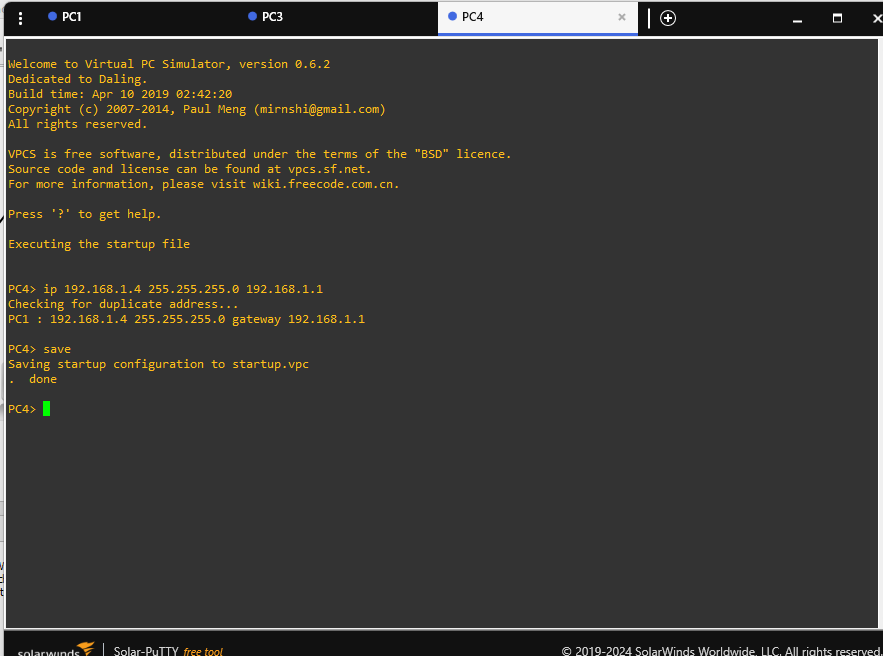 PC1 PC3 PC4
Welcome to Virtual PC Simulator, version 0.6.2
Dedicated to Daling.
Build time: Apr 10 2019 02:42:20
Copyright (c) 2007-2014, Paul Meng (mirnshi@gmail.com)
All rights reserved.
VPCS is free software, distributed under the terms of the "BSD" licence.
Source code and license can be found at vpcs.sf.net.
For more information, please visit wiki.freecode.com.cn.
Press '?' to get help.
Executing the startup file
PC4> ip 192.168.1.4 255.255.255.0 192.168.1.1
Checking for duplicate address...
PC1 : 192.168.1.4 255.255.255.0 gateway 192.168.1.1
PC4> save
Saving startup configuration to startup.vpc
.  done
PC4>
solarwinds Solar-PuTTY free tool © 2019-2024 SolarWinds Worldwide, LLC. All rights reserved.